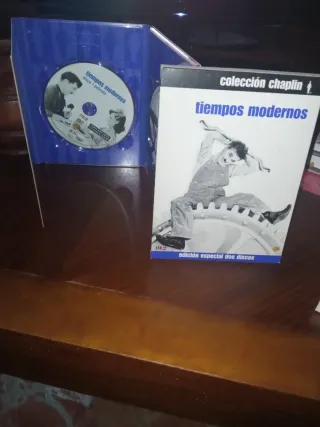 tiempos modernos
colección chaplin
tiempos modernos
edición especial dos discos